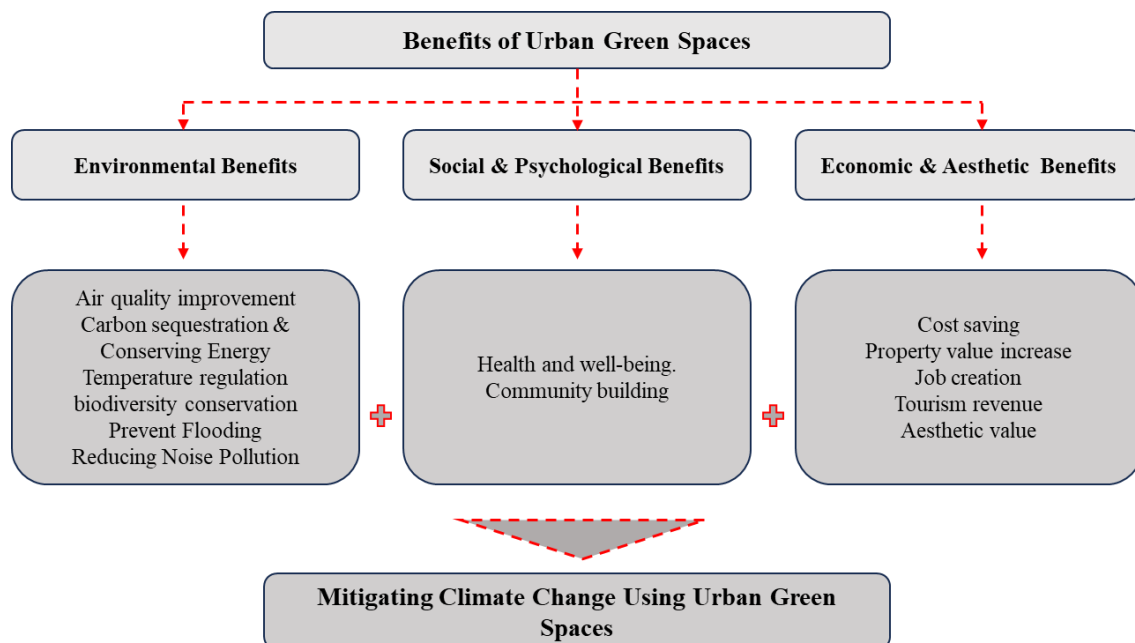 Benefits of Urban Green Spaces
Environmental Benefits
Social & Psychological Benefits
Economic & Aesthetic Benefits
Air quality improvement
Carbon sequestration &
Conserving Energy
Temperature regulation
biodiversity conservation
Prevent Flooding
Reducing Noise Pollution
Health and well-being.
Community building
Cost saving
Property value increase
Job creation
Tourism revenue
Aesthetic value
Mitigating Climate Change Using Urban Green
Spaces